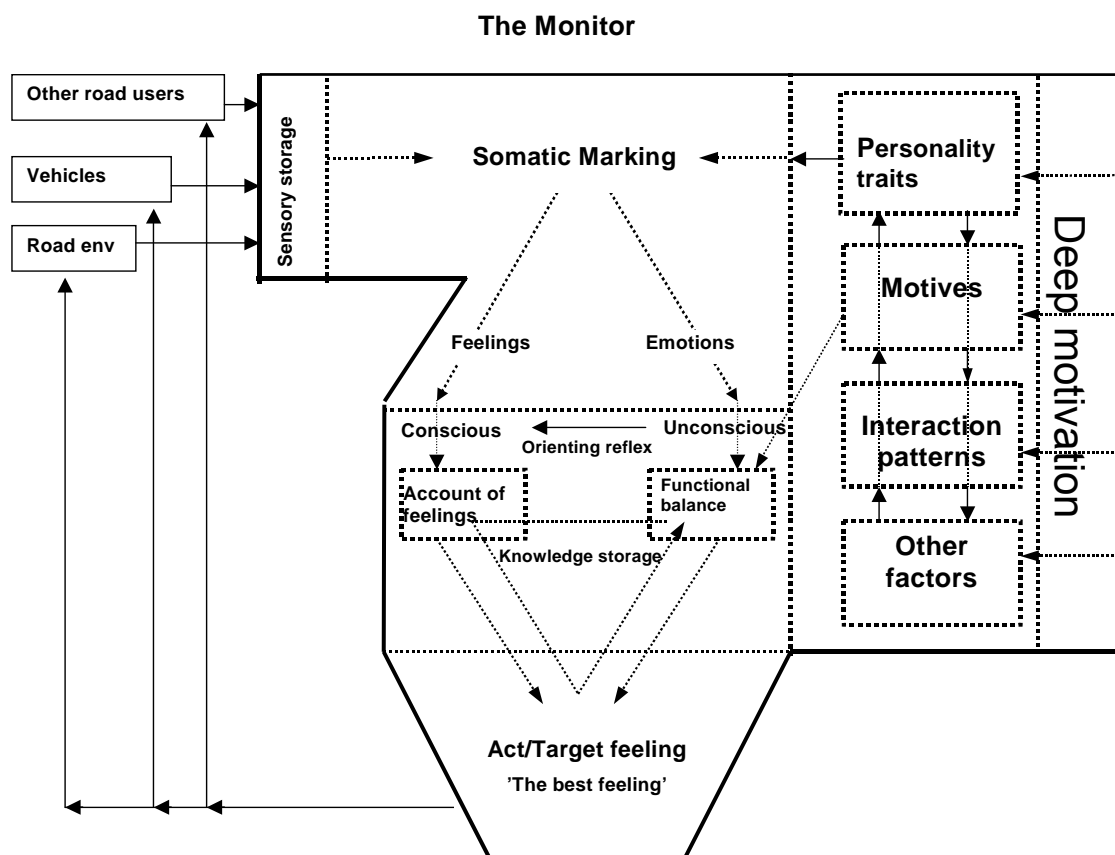 The Monitor
Other road users
Vehicles
Road env
Sensory storage
Somatic Marking
Personality
traits
Motives
Interaction
patterns
Other
factors
Deep motivation
Feelings
Emotions
Conscious
Unconscious
Orienting reflex
Account of
feelings
Functional
balance
Knowledge storage
Act/Target feeling
’The best feeling’